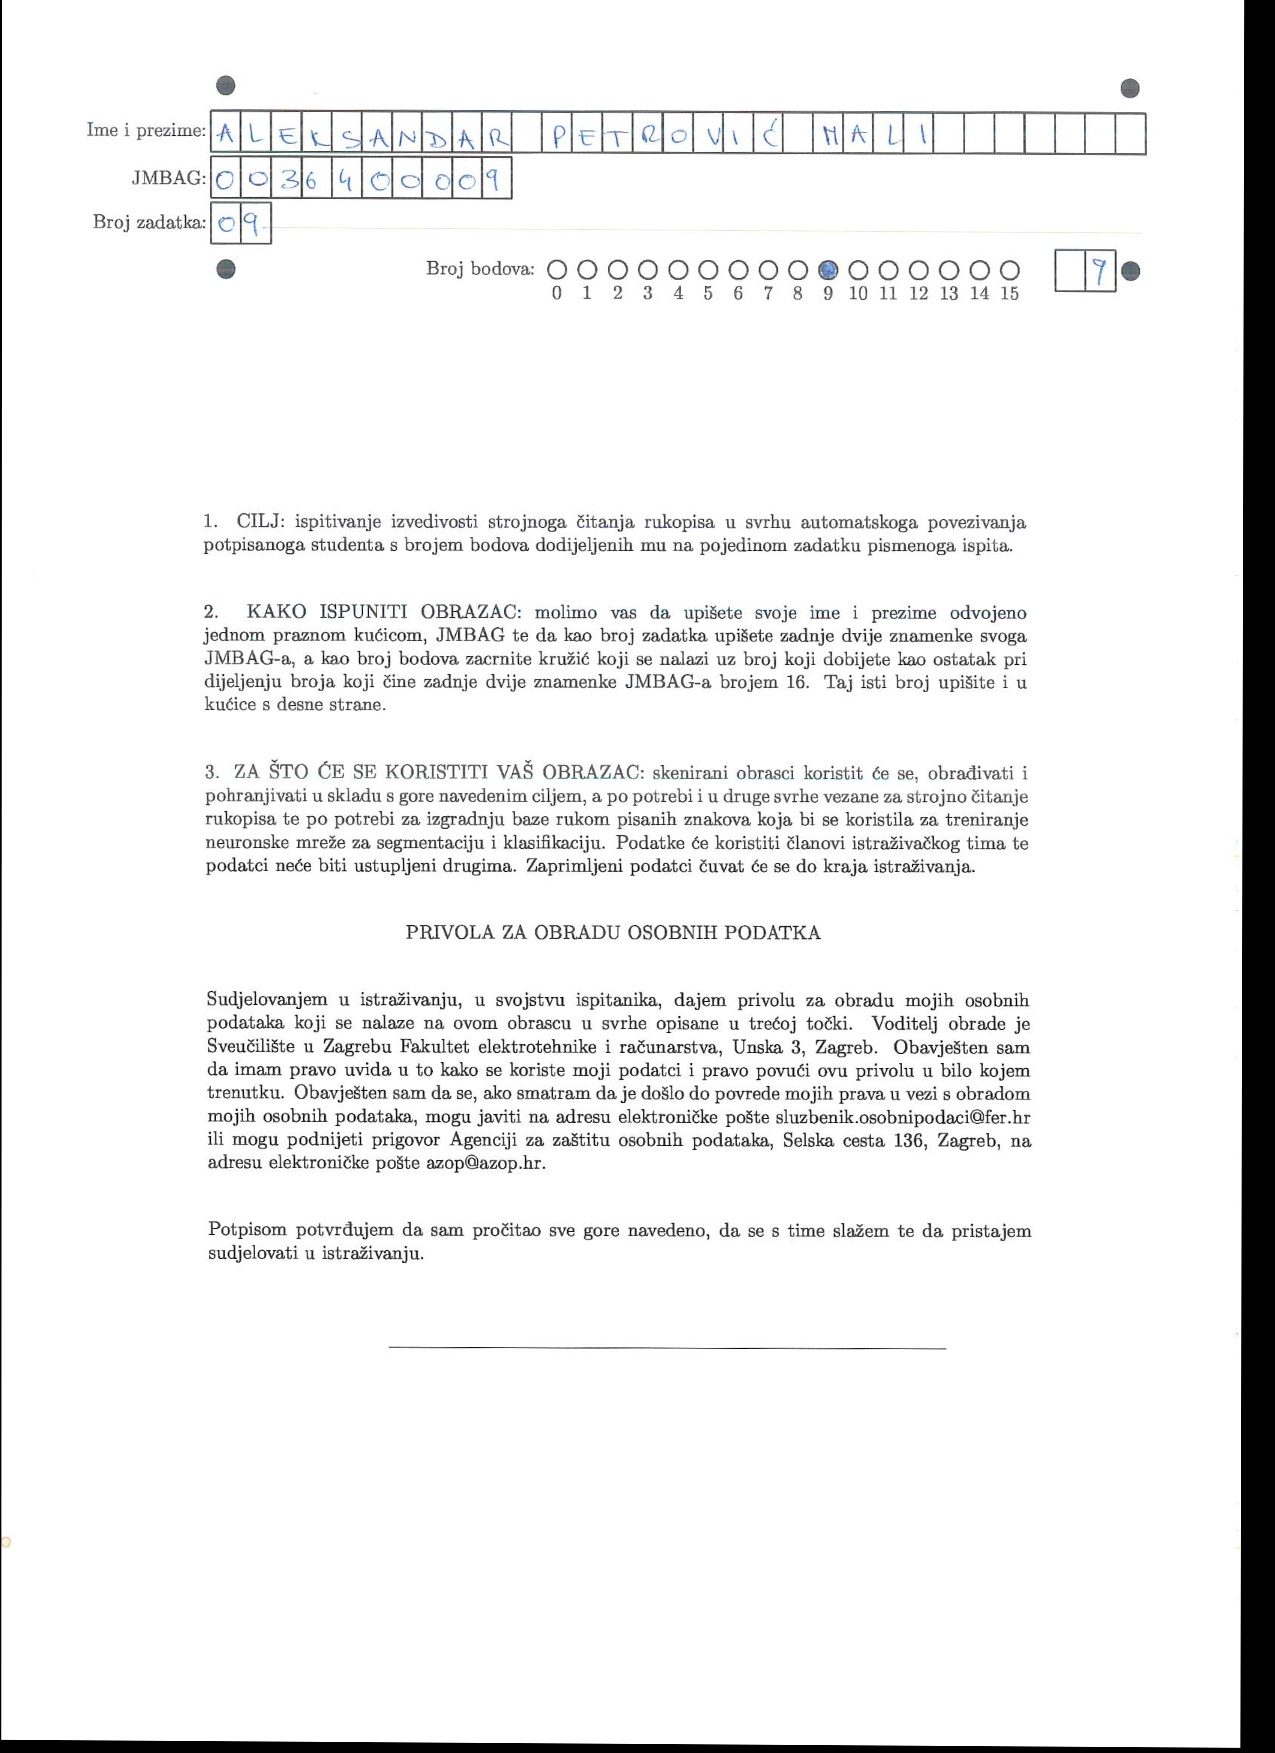 Ime i prezime: ALEKSANDAR PETROVIĆ MALI
JMBAG: 0036400009
Broj zadatka: 09
Broj bodova: 9
0 1 2 3 4 5 6 7 8 9 10 11 12 13 14 15
1. CILJ: ispitivanje izvedivosti strojnoga čitanja rukopisa u svrhu automatskoga povezivanja
potpisanoga studenta s brojem bodova dodijeljenih mu na pojedinom zadatku pismenoga ispita.
2. KAKO ISPUNITI OBRAZAC: molimo vas da upišete svoje ime i prezime odvojeno
jednom praznom kućicom, JMBAG te da kao broj zadatka upišete zadnje dvije znamenke svoga
JMBAG-a, a kao broj bodova zacrnite kružić koji se nalazi uz broj koji dobijete kao ostatak pri
dijeljenju broja koji čine zadnje dvije znamenke JMBAG-a brojem 16. Taj isti broj upišite i u
kućice s desne strane.
3. ZA ŠTO ĆE SE KORISTITI VAŠ OBRAZAC: skenirani obrasci koristit će se, obrađivati i
pohranjivati u skladu s gore navedenim ciljem, a po potrebi i u druge svrhe vezane za strojno čitanje
rukopisa te po potrebi za izgradnju baze rukom pisanih znakova koja bi se koristila za treniranje
neuronske mreže za segmentaciju i klasifikaciju. Podatke će koristiti članovi istraživačkog tima te
podatci neće biti ustupljeni drugima. Zaprimljeni podatci čuvat će se do kraja istraživanja.
PRIVOLA ZA OBRADU OSOBNIH PODATKA
Sudjelovanjem u istraživanju, u svojstvu ispitanika, dajem privolu za obradu mojih osobnih
podataka koji se nalaze na ovom obrascu u svrhe opisane u trećoj točki. Voditelj obrade je
Sveučilište u Zagrebu Fakultet elektrotehnike i računarstva, Unska 3, Zagreb. Obavješten sam
da imam pravo uvida u to kako se koriste moji podatci i pravo povući ovu privolu u bilo kojem
trenutku. Obavješten sam da se, ako smatram da je došlo do povrede mojih prava u vezi s obradom
mojih osobnih podataka, mogu javiti na adresu elektroničke pošte sluzbenik.osobnipodaci@fer.hr
ili mogu podnijeti prigovor Agenciji za zaštitu osobnih podataka, Selska cesta 136, Zagreb, na
adresu elektroničke pošte azop@azop.hr.
Potpisom potvrđujem da sam pročitao sve gore navedeno, da se s time slažem te da pristajem
sudjelovati u istraživanju.